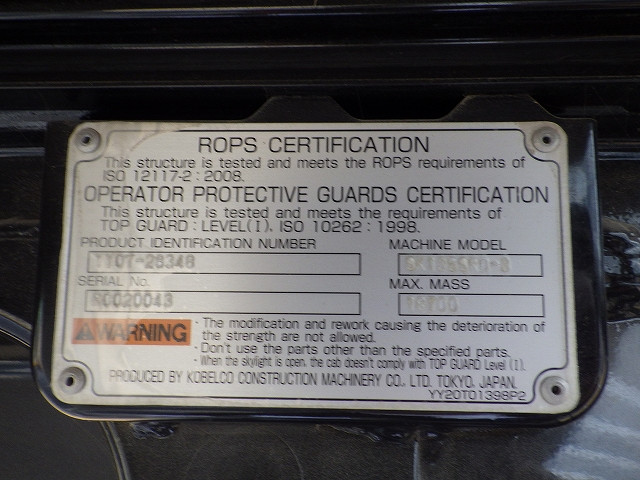 ROPS CERTIFICATION
This structure is tested and meets the ROPS requirements of
ISO 12117-2 : 2008.
OPERATOR PROTECTIVE GUARDS CERTIFICATION
This structure is tested and meets the requirements of
TOP GUARD : LEVEL(I), ISO 10262 : 1998.
PRODUCT IDENTIFICATION NUMBER
MACHINE MODEL
SERIAL No.
MAX. MASS
WARNING
· The modification and rework causing the deterioration of
the strength are not allowed.
· Don't use the parts other than the specified parts.
· When the skylight is open, the cab doesn't comply with TOP GUARD Level (I).
PRODUCED BY KOBELCO CONSTRUCTION MACHINERY CO., LTD. TOKYO, JAPAN.
YY20T01398P2